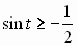 sin t ≥ -1/2